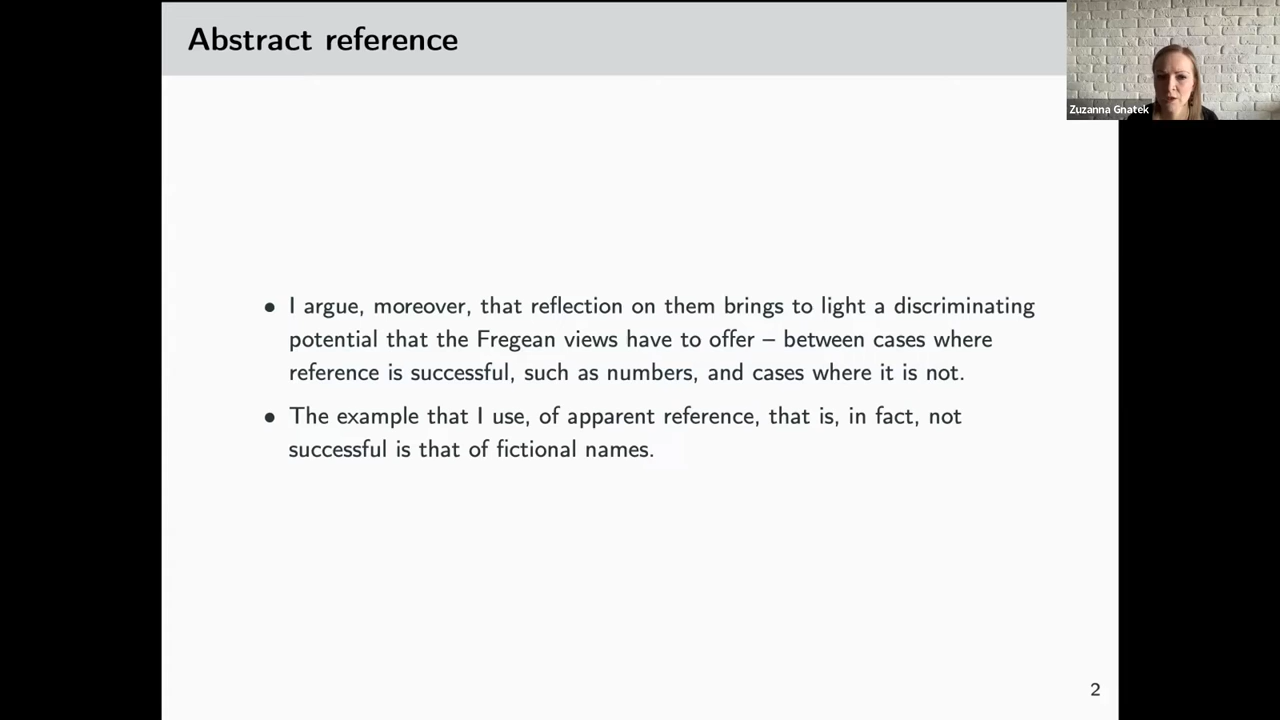 Abstract reference
Zuzanna Gnatek
• I argue, moreover, that reflection on them brings to light a discriminating
potential that the Fregean views have to offer – between cases where
reference is successful, such as numbers, and cases where it is not.
• The example that I use, of apparent reference, that is, in fact, not
successful is that of fictional names.
2